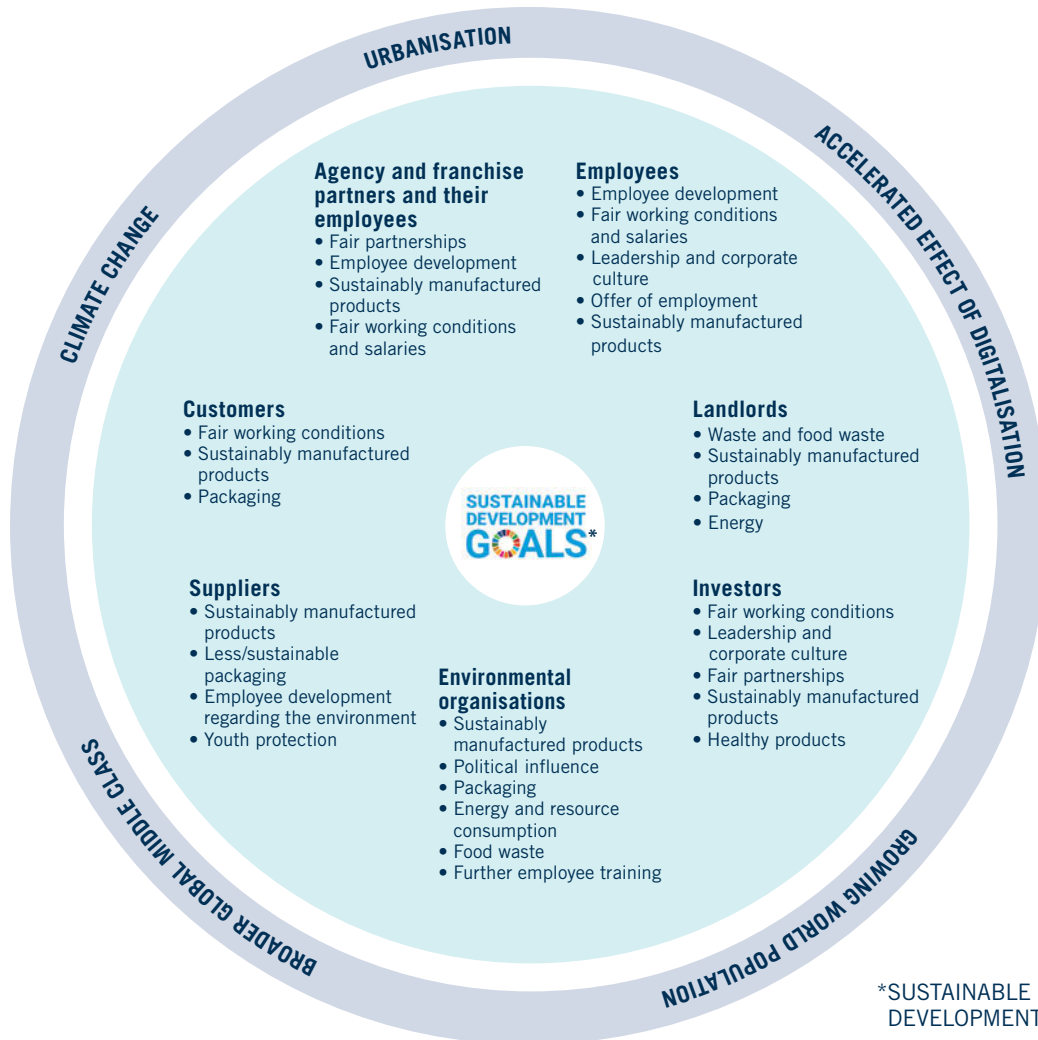 URBANISATION
ACCELERATED EFFECT OF DIGITALISATION
GROWING WORLD POPULATION
BROADER GLOBAL MIDDLE CLASS
CLIMATE CHANGE
Agency and franchise
partners and their
employees
• Fair partnerships
• Employee development
• Sustainably manufactured
products
• Fair working conditions
and salaries
Employees
• Employee development
• Fair working conditions
and salaries
• Leadership and corporate
culture
• Offer of employment
• Sustainably manufactured
products
Customers
• Fair working conditions
• Sustainably manufactured
products
• Packaging
SUSTAINABLE
DEVELOPMENT
GOALS*
Landlords
• Waste and food waste
• Sustainably manufactured
products
• Packaging
• Energy
Suppliers
• Sustainably manufactured
products
• Less/sustainable
packaging
• Employee development
regarding the environment
• Youth protection
Environmental
organisations
• Sustainably
manufactured products
• Political influence
• Packaging
• Energy and resource
consumption
• Food waste
• Further employee training
Investors
• Fair working conditions
• Leadership and
corporate culture
• Fair partnerships
• Sustainably manufactured
products
• Healthy products
*SUSTAINABLE
DEVELOPMENT